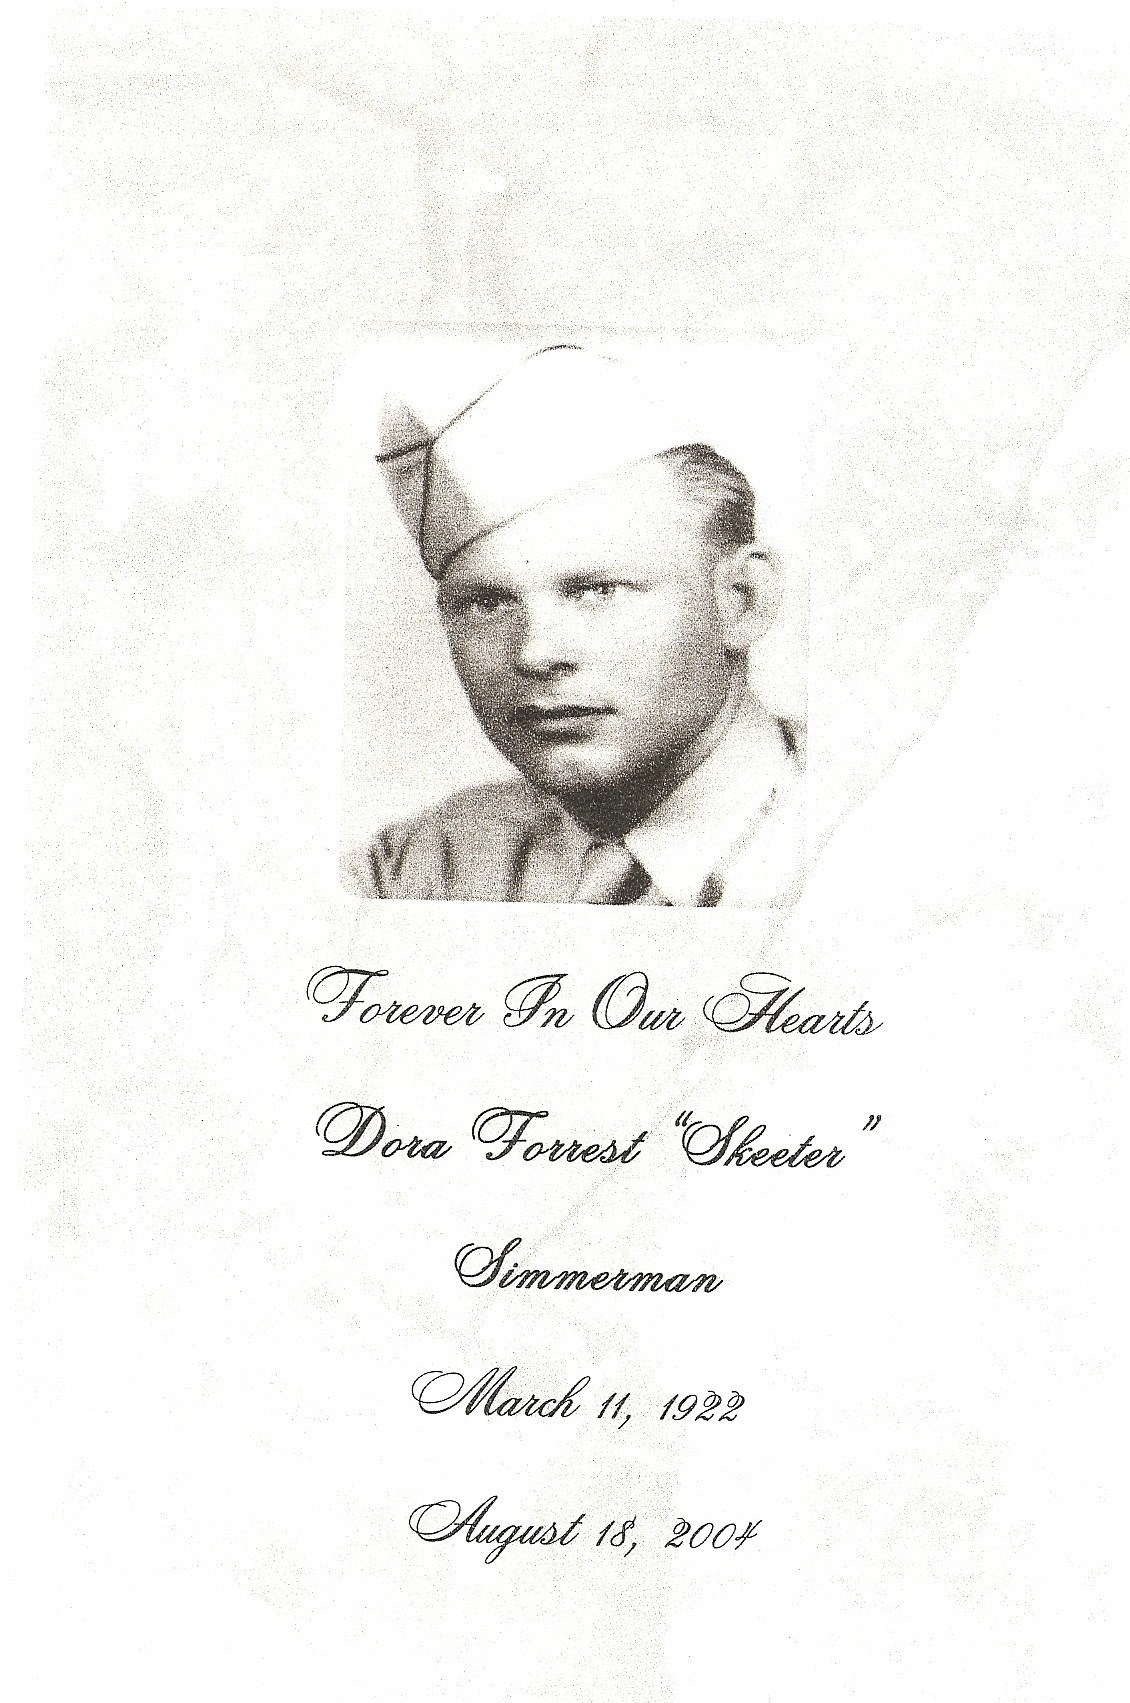 Forever In Our Hearts
Dora Forrest "Skeeter"
Simmerman
March 11, 1922
August 18, 2004